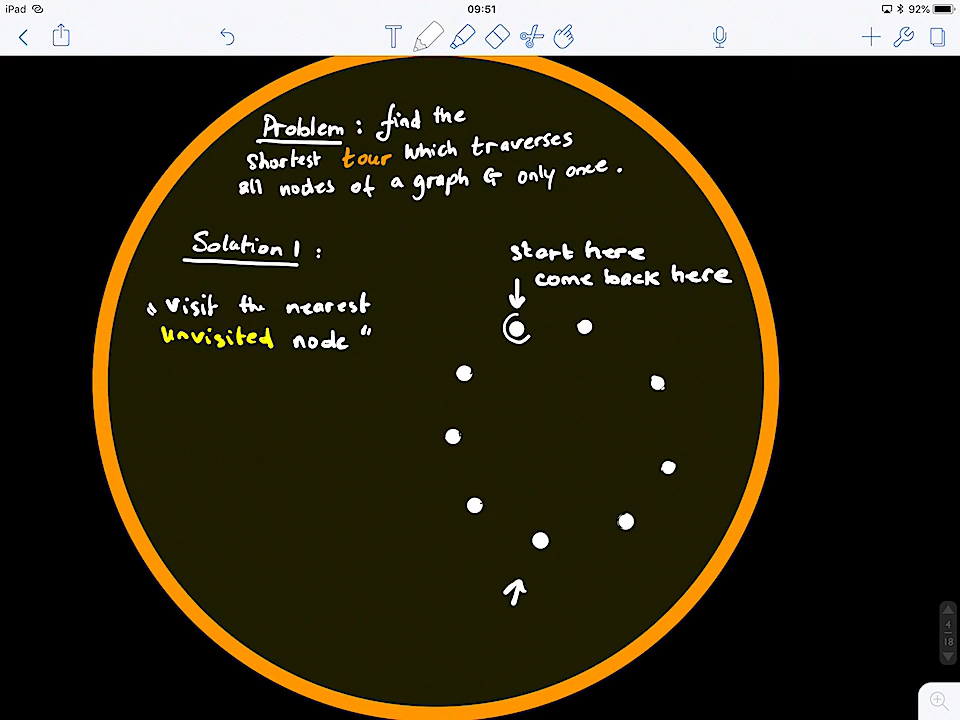 iPad
09:51
92%
Problem : find the
shortest tour which traverses
all nodes of a graph & only once.
Solution 1 :
"visit the nearest
unvisited node"
start here
come back here
4
18